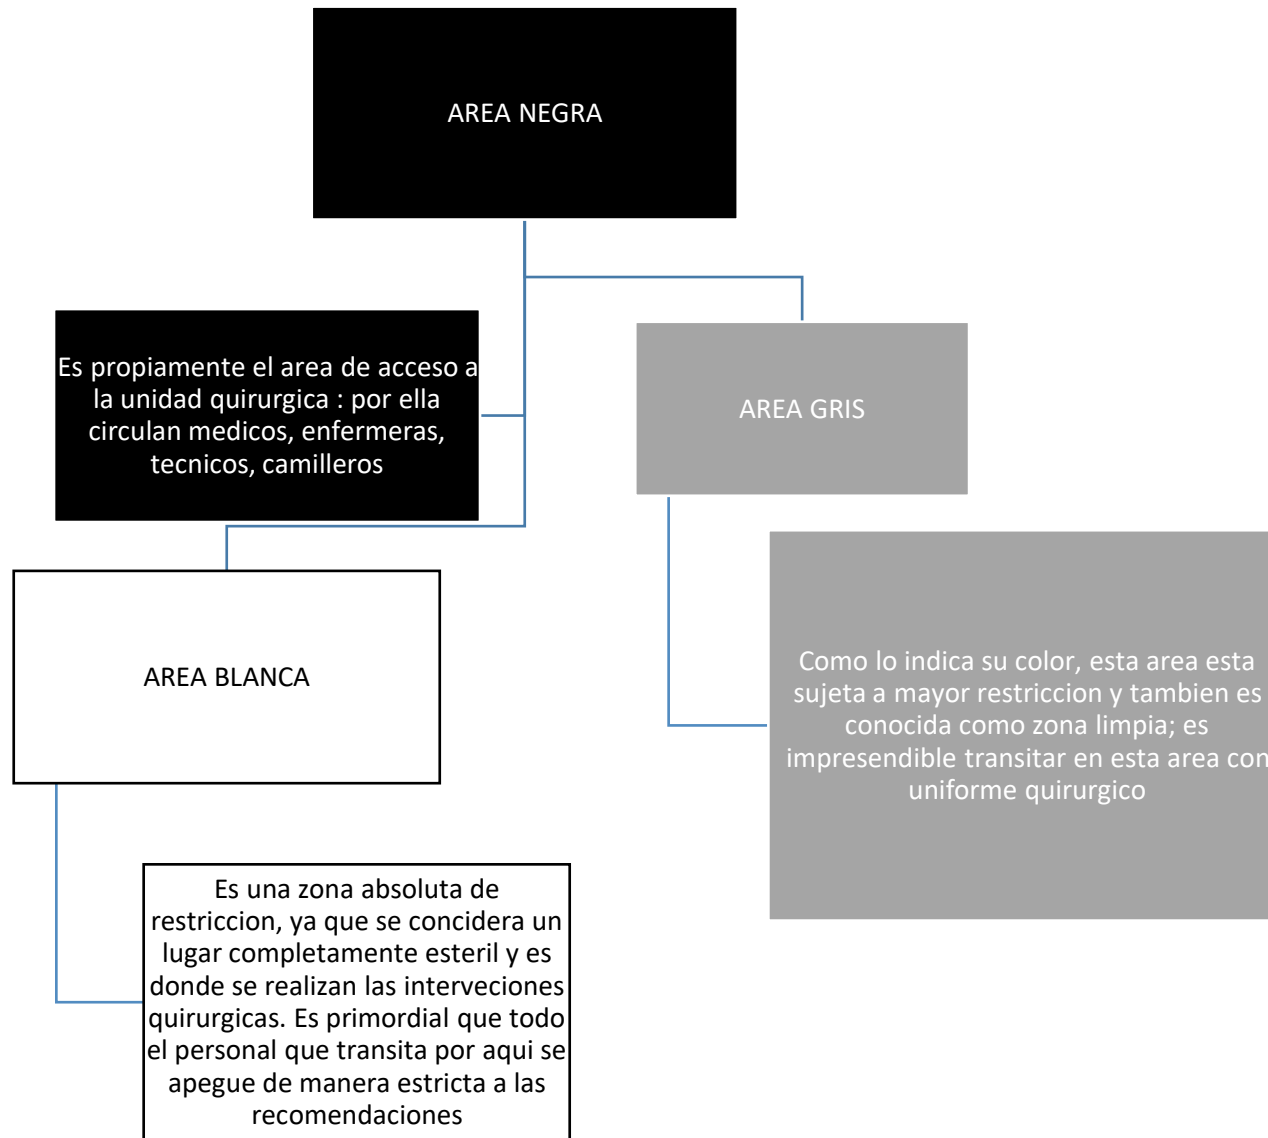 AREA NEGRA
Es propiamente el area de acceso a
la unidad quirurgica : por ella
circulan medicos, enfermeras,
tecnicos, camilleros
AREA GRIS
Como lo indica su color, esta area esta
sujeta a mayor restriccion y tambien es
conocida como zona limpia; es
impresendible transitar en esta area con
uniforme quirurgico
AREA BLANCA
Es una zona absoluta de
restriccion, ya que se concidera un
lugar completamente esteril y es
donde se realizan las interveciones
quirurgicas. Es primordial que todo
el personal que transita por aqui se
apegue de manera estricta a las
recomendaciones